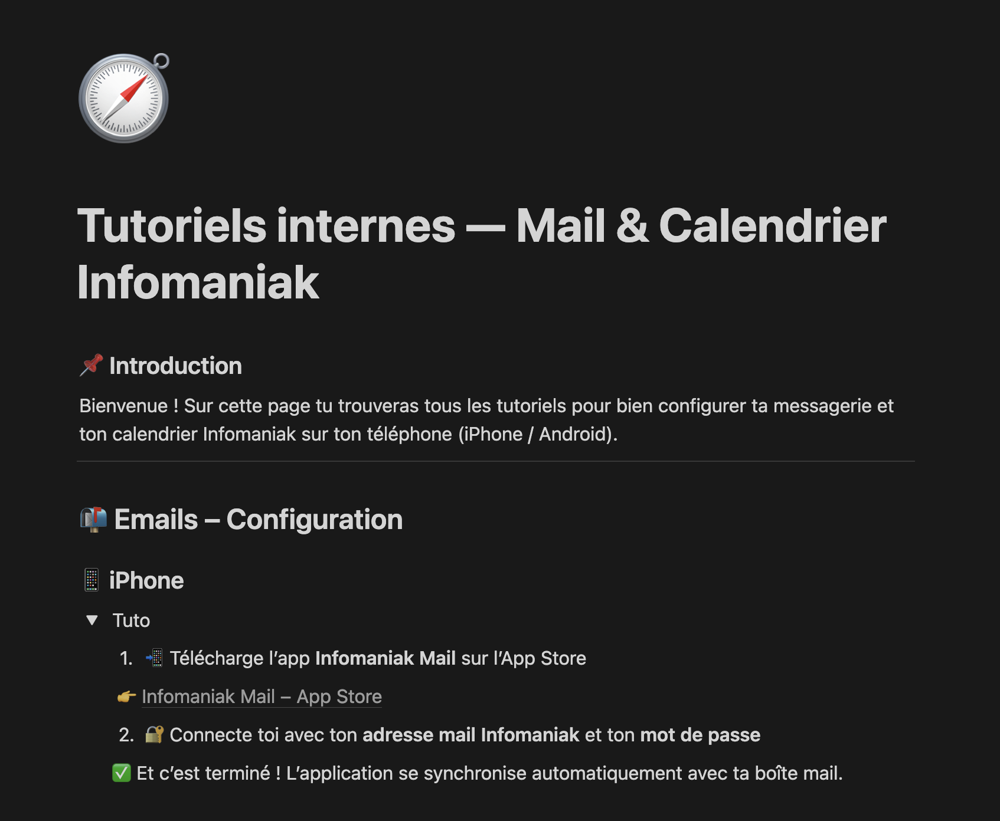 Tutoriels internes — Mail & Calendrier
Infomaniak
📌 Introduction
Bienvenue ! Sur cette page tu trouveras tous les tutoriels pour bien configurer ta messagerie et
ton calendrier Infomaniak sur ton téléphone (iPhone / Android).
📬 Emails – Configuration
📱 iPhone
▼ Tuto
1. 📲 Télécharge l’app Infomaniak Mail sur l’App Store
👉 Infomaniak Mail – App Store
2. 🔐 Connecte toi avec ton adresse mail Infomaniak et ton mot de passe
✅ Et c’est terminé ! L’application se synchronise automatiquement avec ta boîte mail.